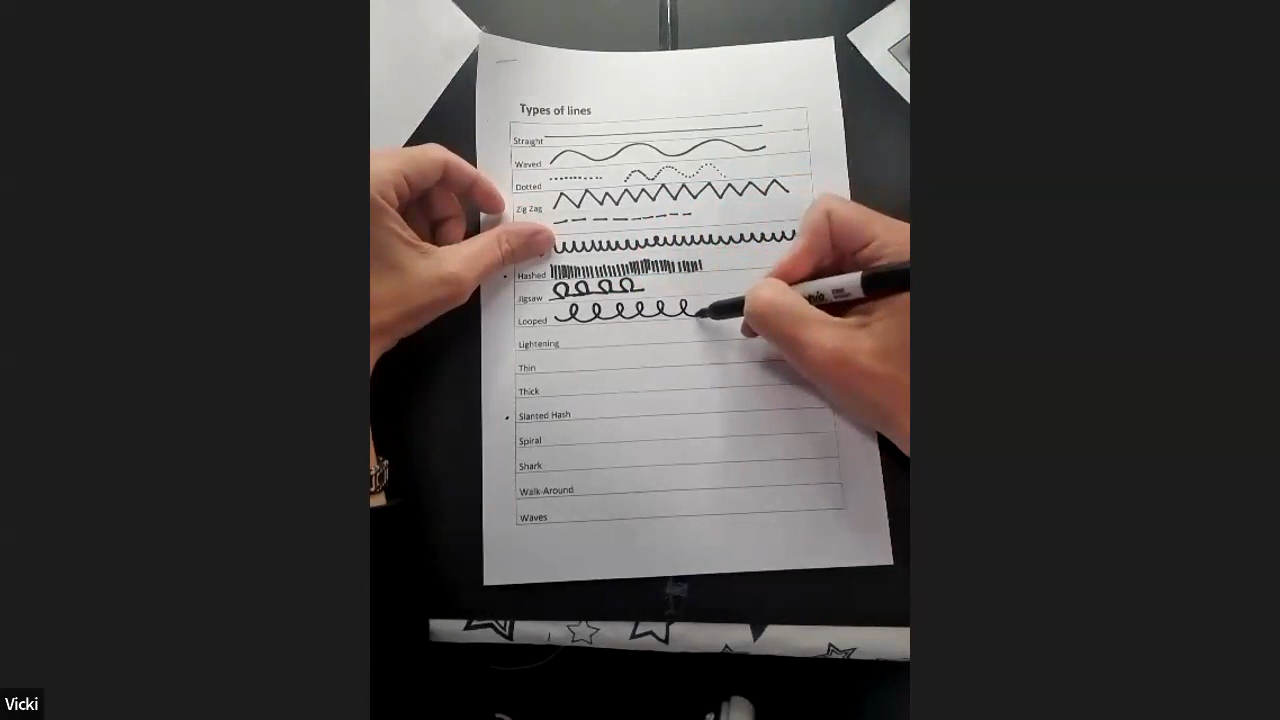 Types of lines
Straight
Waved
Dotted
Zig Zag
Hashed
Jigsaw
Looped
Lightening
Thin
Thick
Slanted Hash
Spiral
Shark
Walk-Around
Waves
Vicki